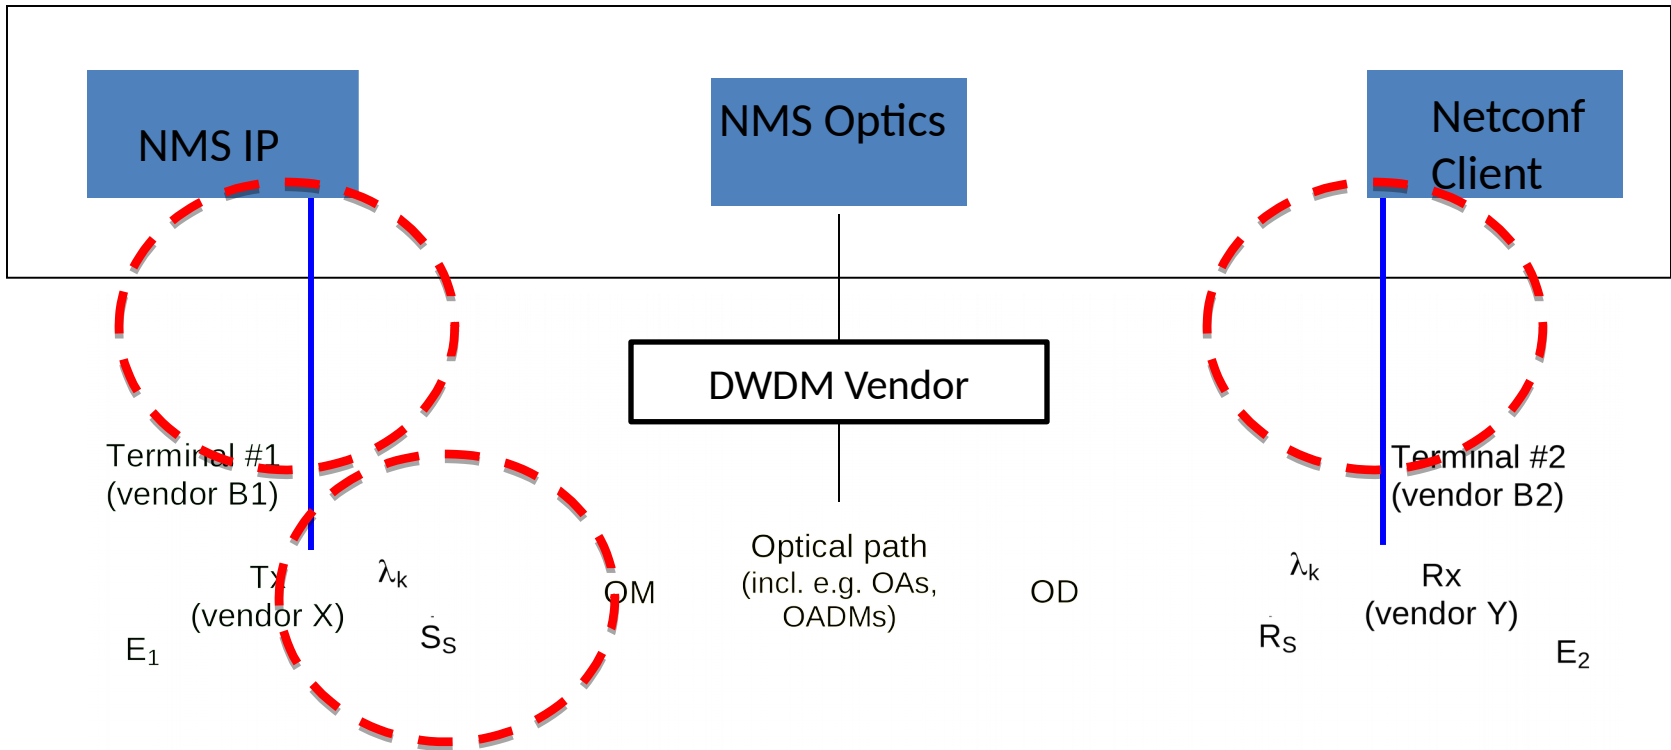 NMS IP
NMS Optics
Netconf
Client
DWDM Vendor
Terminal #1
(vendor B1)
Terminal #2
(vendor B2)
Tx
(vendor X)
λk
SS
E1
OM
Optical path
(incl. e.g. OAs,
OADMs)
OD
λk
RS
Rx
(vendor Y)
E2